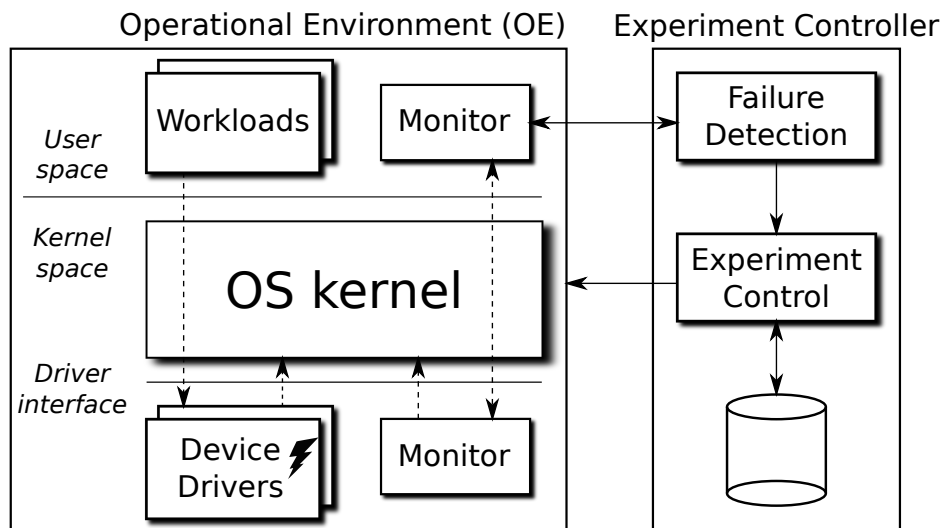 Operational Environment (OE)
Experiment Controller
Workloads
Monitor
Failure
Detection
User
space
Kernel
space
OS kernel
Experiment
Control
Driver
interface
Device
Drivers
Monitor